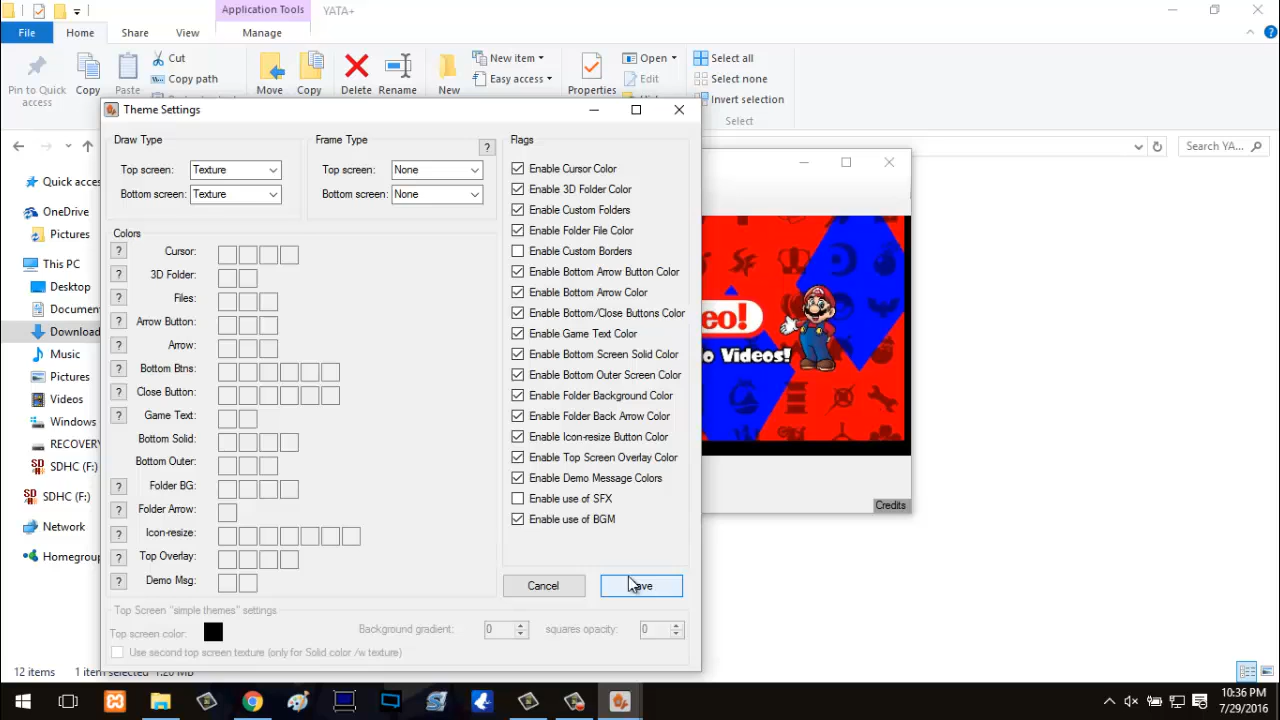 Application Tools
YATA+
File
Home
Share
View
Manage
Pin to Quick access
Copy
Paste
Cut
Copy path
Move
Copy
Delete
Rename
New
New item
Easy access
Properties
Open
Edit
Select all
Select none
Invert selection
Select
Search YA...
Quick acces
OneDrive
Pictures
This PC
Desktop
Document
Download
Music
Pictures
Videos
Windows
RECOVERY
SDHC (F:)
SDHC (F:)
Network
Homegroup
12 items
1 item selected 1.20 MB
Theme Settings
Draw Type
Top screen: Texture
Bottom screen: Texture
Frame Type
?
Top screen: None
Bottom screen: None
Colors
? Cursor:
? 3D Folder:
? Files:
? Arrow Button:
? Arrow:
? Bottom Btns:
? Close Button:
? Game Text:
Bottom Solid:
Bottom Outer:
? Folder BG:
? Folder Arrow:
? Icon-resize:
? Top Overlay:
? Demo Msg:
Flags
Enable Cursor Color
Enable 3D Folder Color
Enable Custom Folders
Enable Folder File Color
Enable Custom Borders
Enable Bottom Arrow Button Color
Enable Bottom Arrow Color
Enable Bottom/Close Buttons Color
Enable Game Text Color
Enable Bottom Screen Solid Color
Enable Bottom Outer Screen Color
Enable Folder Background Color
Enable Folder Back Arrow Color
Enable Icon-resize Button Color
Enable Top Screen Overlay Color
Enable Demo Message Colors
Enable use of SFX
Enable use of BGM
Cancel
ave
Top Screen "simple themes" settings
Top screen color:
Background gradient: 0
squares opacity: 0
Use second top screen texture (only for Solid color /w texture)
eo!
o Videos!
Credits
10:36 PM
7/29/2016